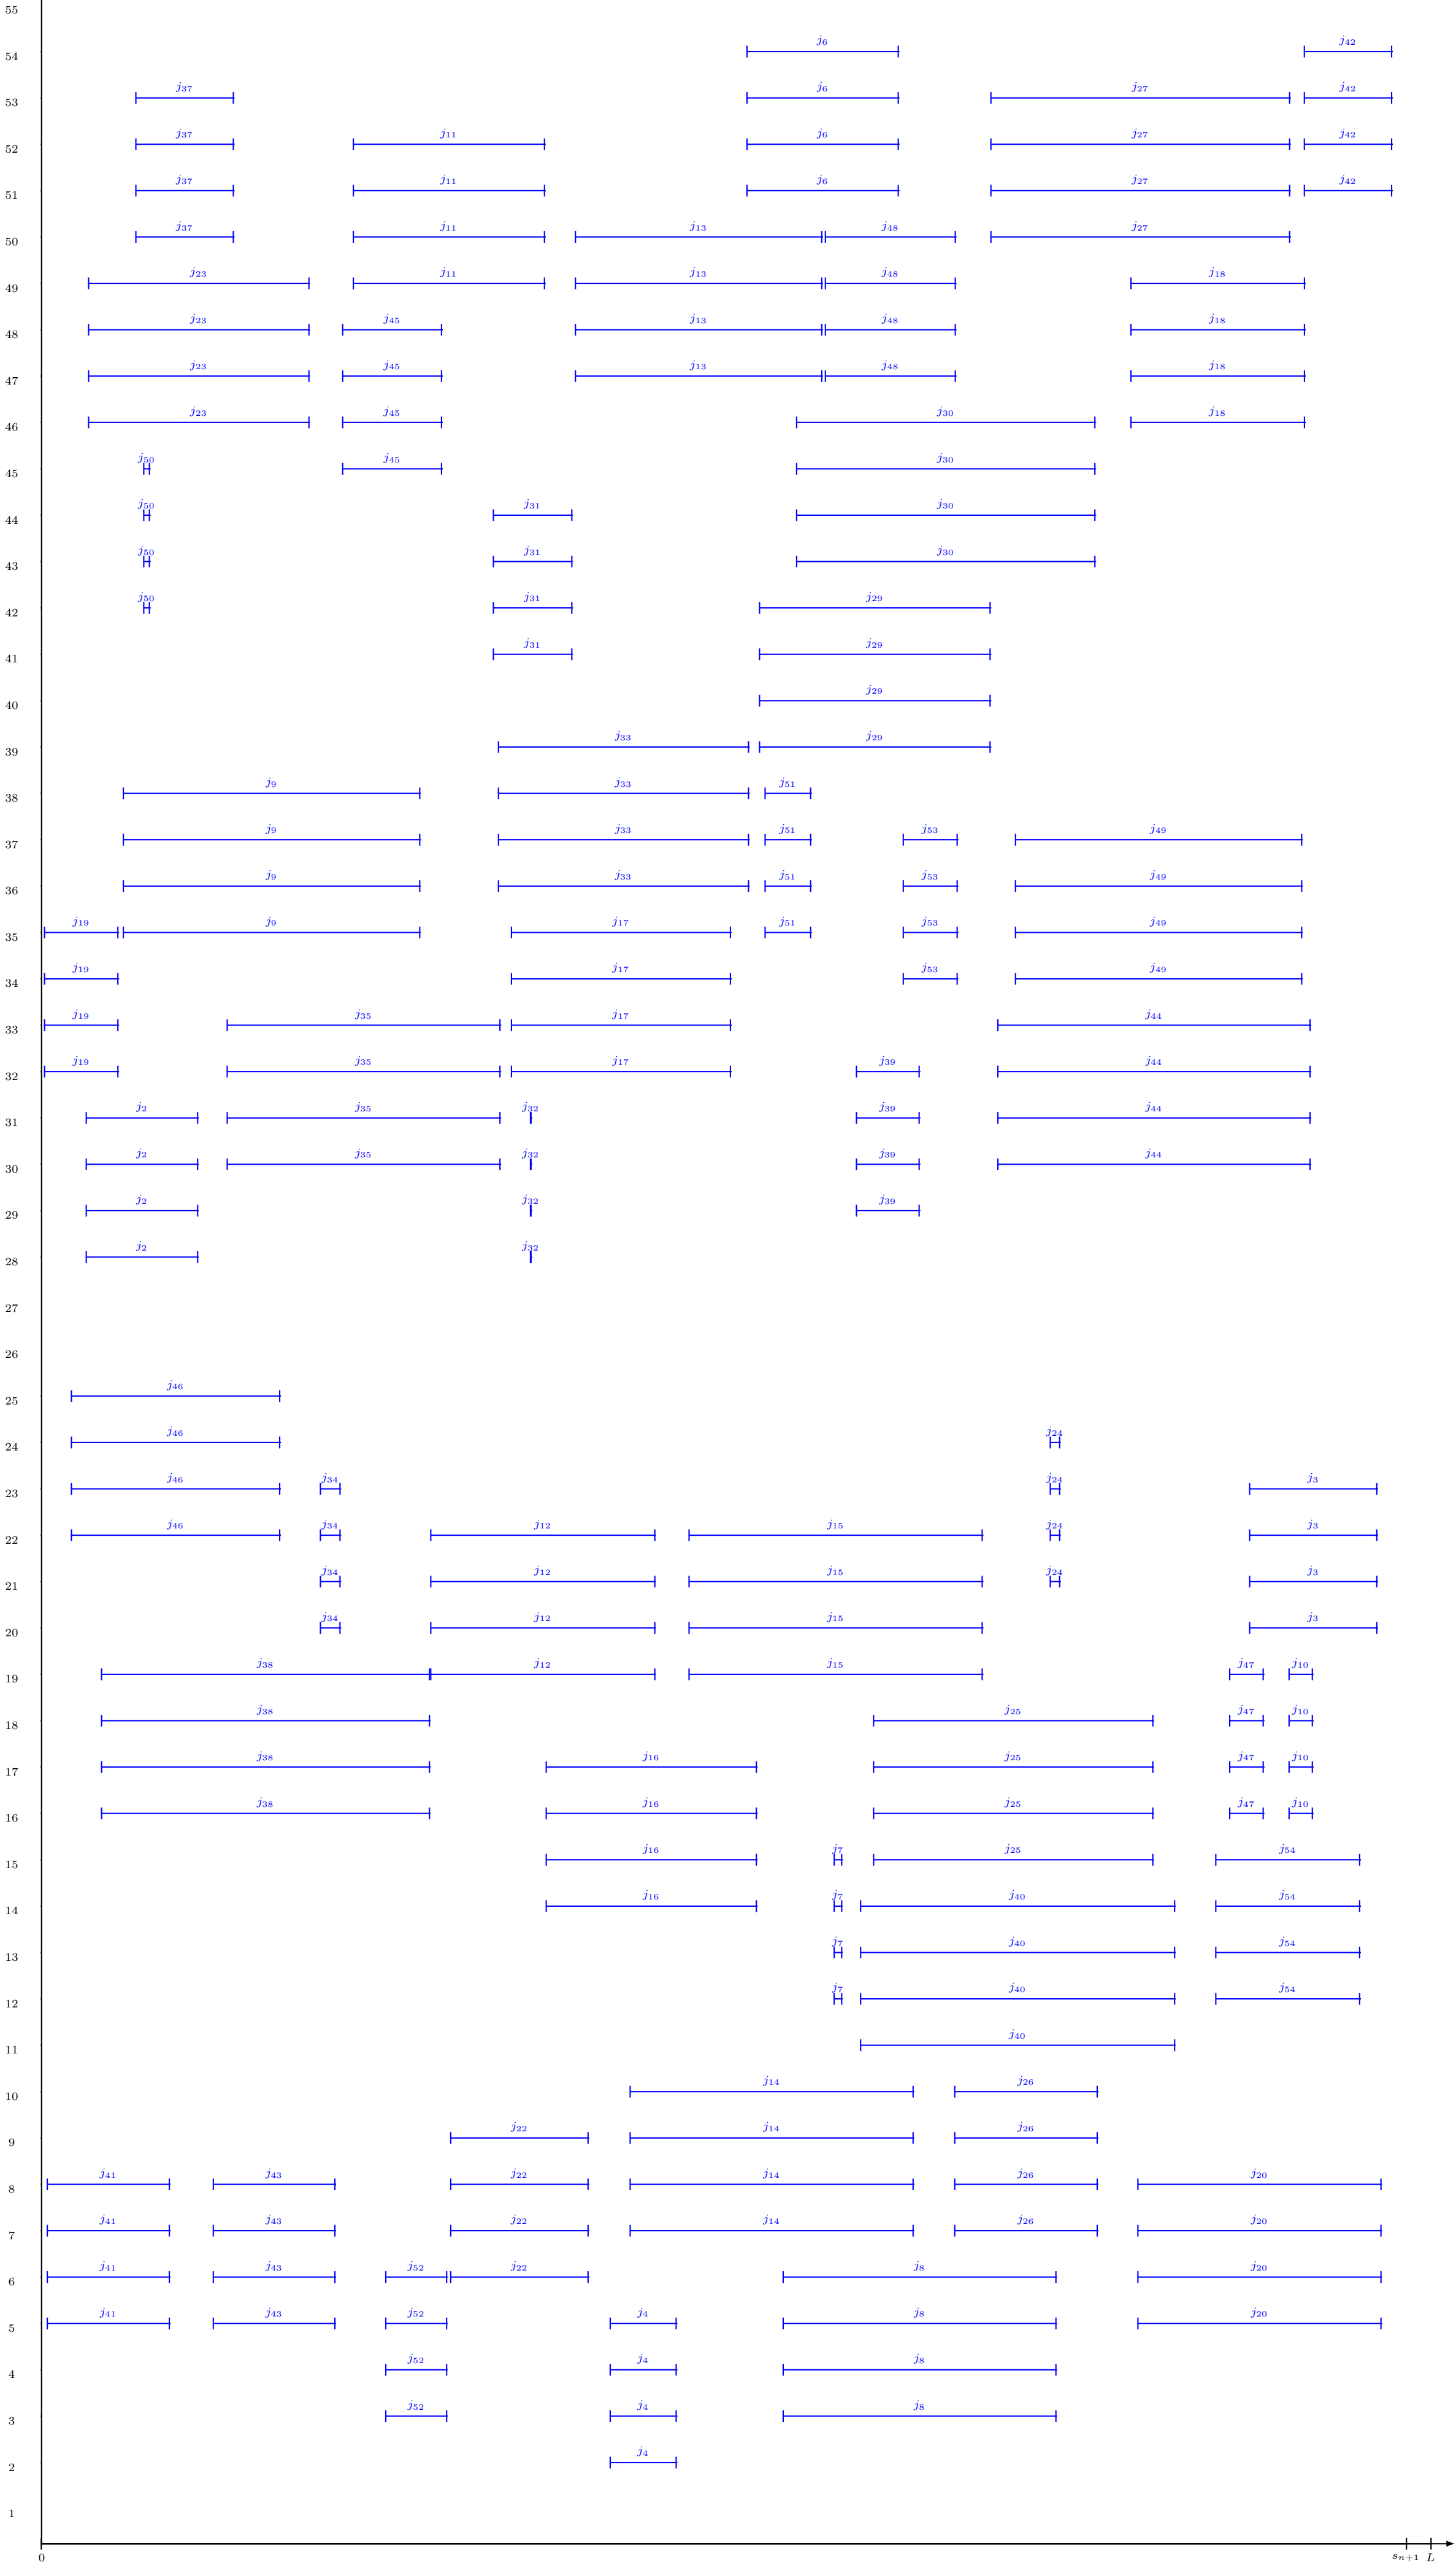 55
54 j₆ j₄₂
53 j₃₇ j₆ j₂₇ j₄₂
52 j₃₇ j₁₁ j₆ j₂₇ j₄₂
51 j₃₇ j₁₁ j₆ j₂₇ j₄₂
50 j₃₇ j₁₁ j₁₃ j₄₈ j₂₇
49 j₂₃ j₁₁ j₁₃ j₄₈ j₁₈
48 j₂₃ j₄₅ j₁₃ j₄₈ j₁₈
47 j₂₃ j₄₅ j₁₃ j₄₈ j₁₈
46 j₂₃ j₄₅ j₃₀ j₁₈
45 j₅₀ j₄₅ j₃₀
44 j₅₀ j₃₁ j₃₀
43 j₅₀ j₃₁ j₃₀
42 j₅₀ j₃₁ j₂₉
41 j₃₁ j₂₉
40 j₂₉
39 j₃₃ j₂₉
38 j₉ j₃₃ j₅₁
37 j₉ j₃₃ j₅₁ j₅₃ j₄₉
36 j₉ j₃₃ j₅₁ j₅₃ j₄₉
35 j₁₉ j₉ j₁₇ j₅₁ j₅₃ j₄₉
34 j₁₉ j₁₇ j₅₃ j₄₉
33 j₁₉ j₃₅ j₁₇ j₄₄
32 j₁₉ j₃₅ j₁₇ j₃₉ j₄₄
31 j₂ j₃₅ j₃₂ j₃₉ j₄₄
30 j₂ j₃₅ j₃₂ j₃₉ j₄₄
29 j₂ j₃₂ j₃₉
28 j₂ j₃₂
27
26
25 j₄₆
24 j₄₆ j₂₄
23 j₄₆ j₃₄ j₂₄ j₃
22 j₄₆ j₃₄ j₁₂ j₁₅ j₂₄ j₃
21 j₃₄ j₁₂ j₁₅ j₂₄ j₃
20 j₃₄ j₁₂ j₁₅ j₃
19 j₃₈ j₁₂ j₁₅ j₄₇ j₁₀
18 j₃₈ j₂₅ j₄₇ j₁₀
17 j₃₈ j₁₆ j₂₅ j₄₇ j₁₀
16 j₃₈ j₁₆ j₂₅ j₄₇ j₁₀
15 j₁₆ j₇ j₂₅ j₅₄
14 j₁₆ j₇ j₄₀ j₅₄
13 j₇ j₄₀ j₅₄
12 j₇ j₄₀ j₅₄
11 j₄₀
10 j₁₄ j₂₆
9 j₂₂ j₁₄ j₂₆
8 j₄₁ j₄₃ j₂₂ j₁₄ j₂₆ j₂₀
7 j₄₁ j₄₃ j₂₂ j₁₄ j₂₆ j₂₀
6 j₄₁ j₄₃ j₅₂ j₂₂ j₈ j₂₀
5 j₄₁ j₄₃ j₅₂ j₄ j₈ j₂₀
4 j₅₂ j₄ j₈
3 j₅₂ j₄ j₈
2 j₄
1
0 sₙ₊₁ L